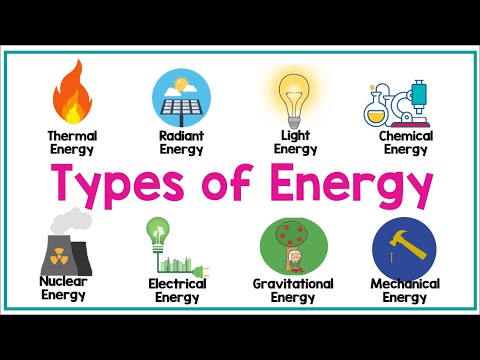 Thermal
Energy
Radiant
Energy
Light
Energy
Chemical
Energy
Types of Energy
Nuclear
Energy
Electrical
Energy
Gravitational
Energy
Mechanical
Energy